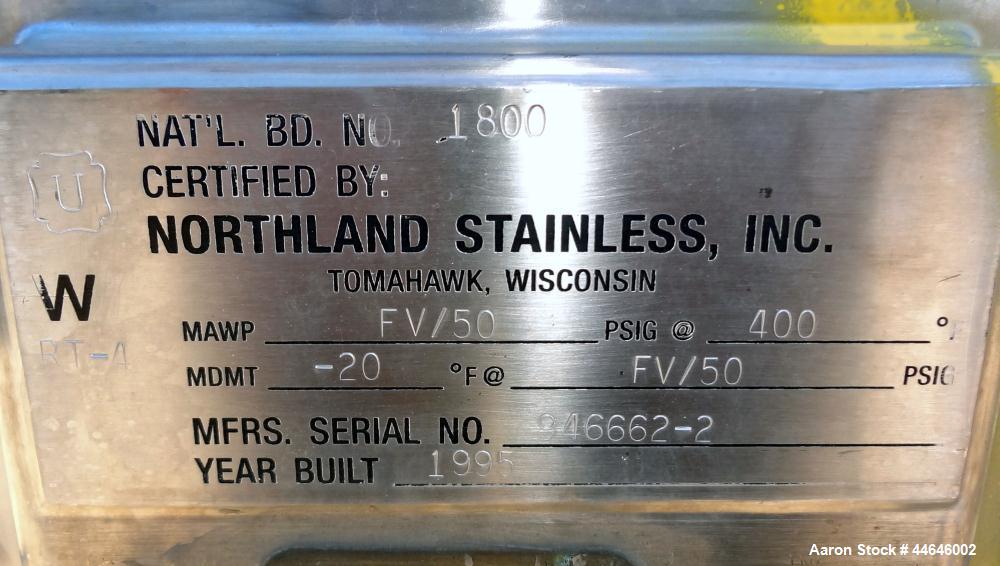 NAT'L. BD. NO. 1800
U
CERTIFIED BY:
NORTHLAND STAINLESS, INC.
TOMAHAWK, WISCONSIN
W
RT-4
MAWP FV/50 PSIG @ 400 °F
MDMT -20 °F @ FV/50 PSIG
MFRS. SERIAL NO. 946662-2
YEAR BUILT 1995
Aaron Stock # 44646002